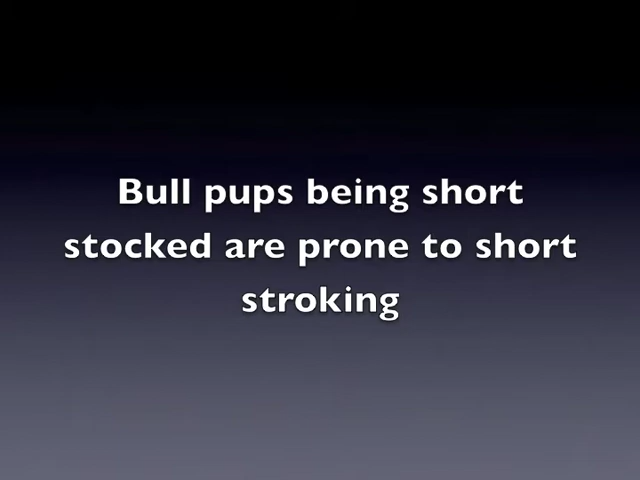 Bull pups being short
stocked are prone to short
stroking